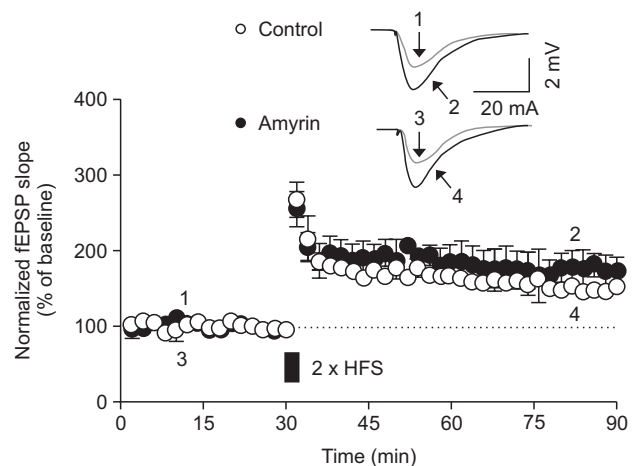 Control
1
2
2 mV
20 mA
Amyrin
3
4
Normalized fEPSP slope
(% of baseline)
400
300
200
100
0
1
3
2
4
2 x HFS
0
15
30
45
60
75
90
Time (min)